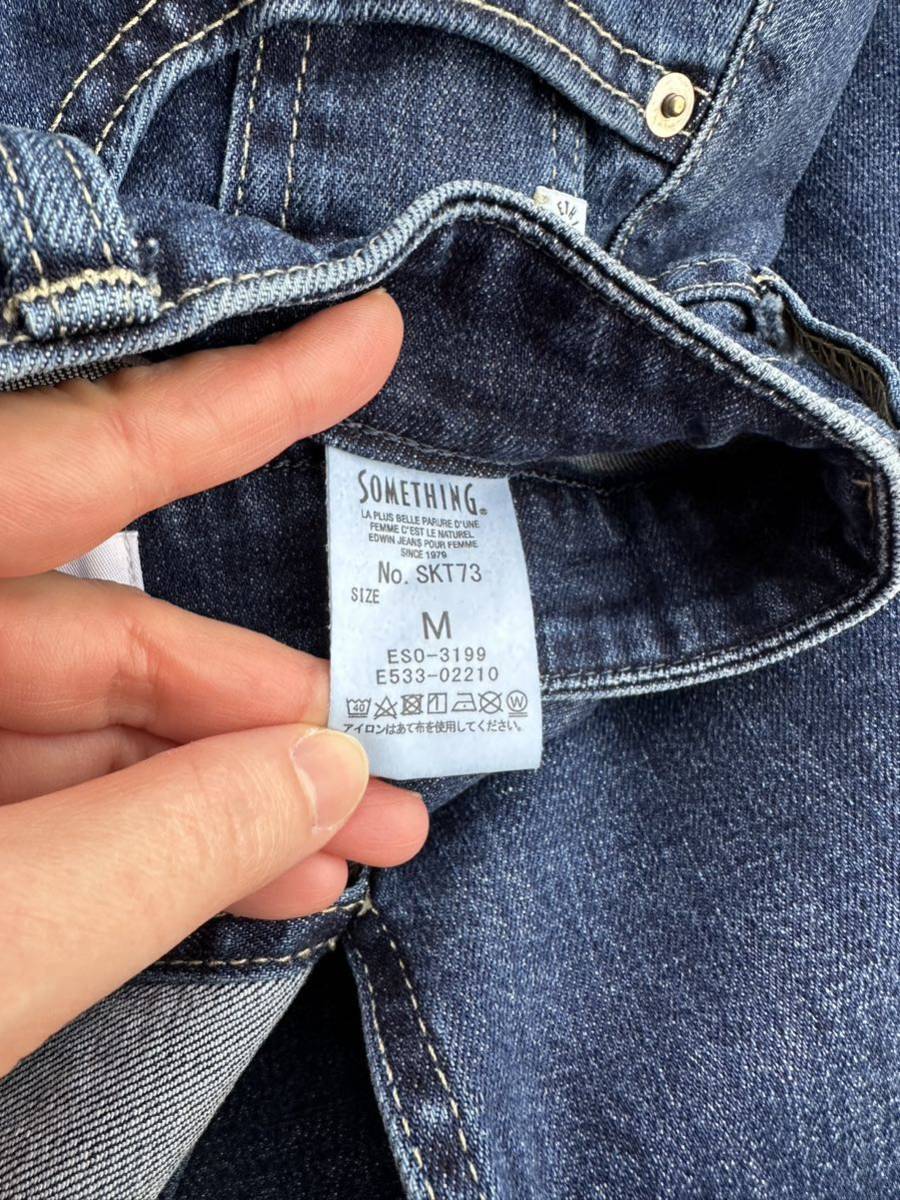 SOMETHING®
LA PLUS BELLE PARURE D'UNE
FEMME C'EST LE NATUREL
EDWIN JEANS POUR FEMME
SINCE 1979
No. SKT73
SIZE
M
ESO-3199
E533-02210
40 W
アイロンはあて布を使用してください。